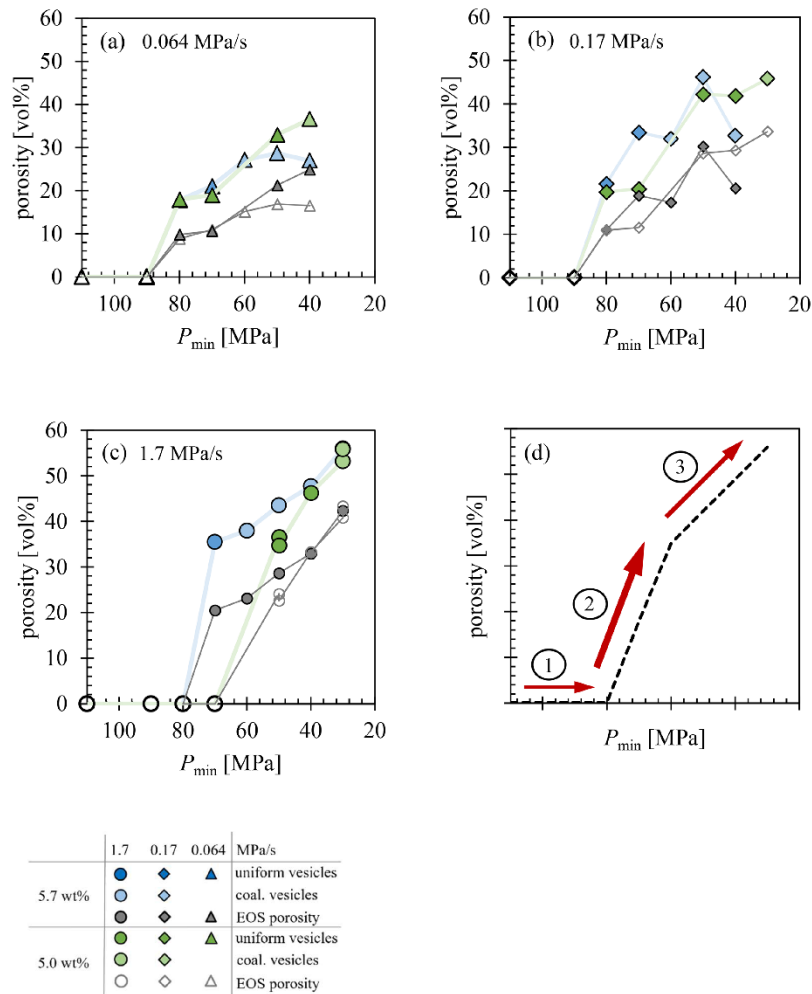 60
50
40
30
20
10
0
porosity [vol%]
(a) 0.064 MPa/s
100 80 60 40 20
Pmin [MPa]
60
50
40
30
20
10
0
porosity [vol%]
(b) 0.17 MPa/s
100 80 60 40 20
Pmin [MPa]
60
50
40
30
20
10
0
porosity [vol%]
(c) 1.7 MPa/s
100 80 60 40 20
Pmin [MPa]
(d)
porosity [vol%]
1
2
3
Pmin [MPa]
1.7 0.17 0.064 MPa/s
5.7 wt%
uniform vesicles
coal. vesicles
EOS porosity
5.0 wt%
uniform vesicles
coal. vesicles
EOS porosity